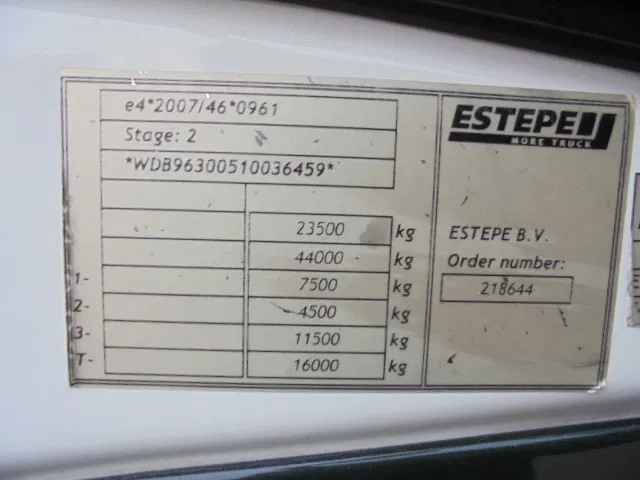 e4*2007/46*0961
Stage: 2
*WDB96300510036459*
23500 kg
44000 kg
1- 7500 kg
2- 4500 kg
3- 11500 kg
T- 16000 kg
ESTEPE
MORE TRUCK
ESTEPE B.V.
Order number:
218644